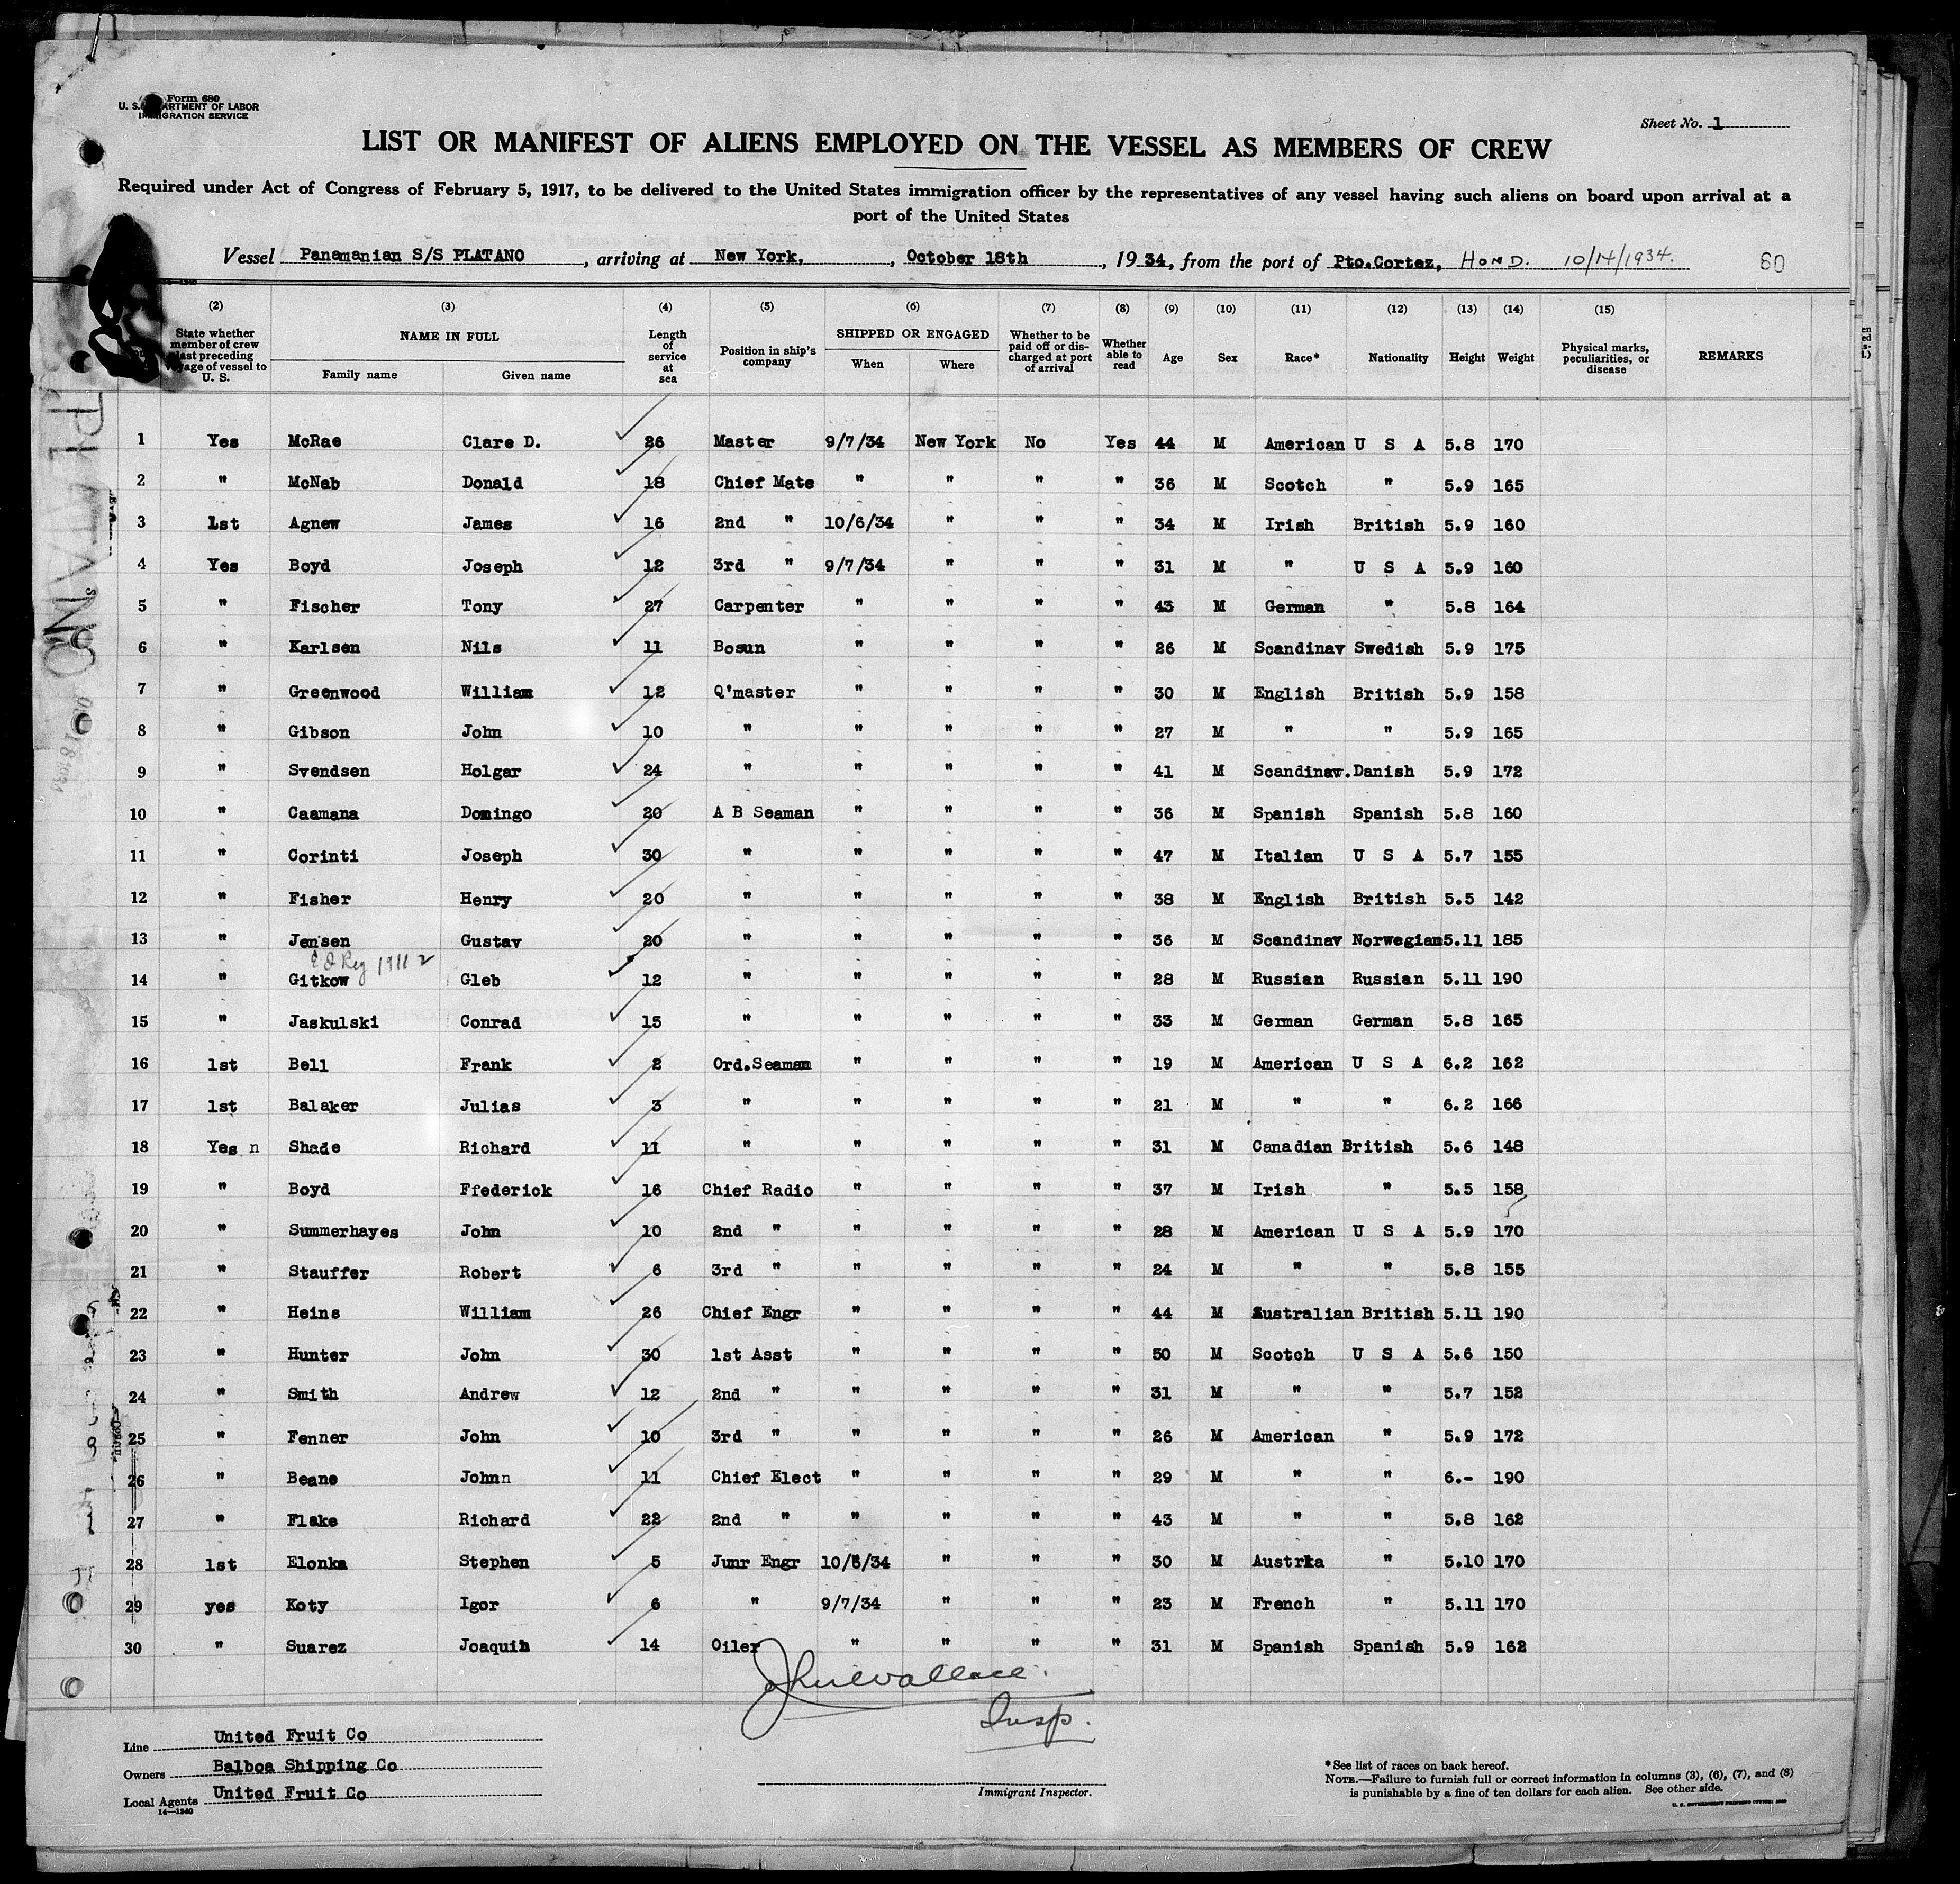 Form 680
U. S. DEPARTMENT OF LABOR
IMMIGRATION SERVICE
Sheet No. 1
LIST OR MANIFEST OF ALIENS EMPLOYED ON THE VESSEL AS MEMBERS OF CREW
Required under Act of Congress of February 5, 1917, to be delivered to the United States immigration officer by the representatives of any vessel having such aliens on board upon arrival at a
port of the United States
Vessel Panamanian S/S PLATANO, arriving at New York, October 18th, 1934, from the port of Pto.Cortez, HOND. 10/14/1934. 60
(2) (3) (4) (5) (6) (7) (8) (9) (10) (11) (12) (13) (14) (15)
State whether member of crew last preceding voyage of vessel to U. S. NAME IN FULL Family name Given name Length of service at sea Position in ship's company SHIPPED OR ENGAGED When Where Whether to be paid off or discharged at port of arrival Whether able to read Age Sex Race* Nationality Height Weight Physical marks, peculiarities, or disease REMARKS
1 Yes McRae Clare D. 26 Master 9/7/34 New York No Yes 44 M American U S A 5.8 170
2 " McNab Donald 18 Chief Mate " " " " 36 M Scotch " 5.9 165
3 1st Agnew James 16 2nd " 10/6/34 " " " 34 M Irish British 5.9 160
4 Yes Boyd Joseph 12 3rd " 9/7/34 " " " 31 M " U S A 5.9 160
5 " Fischer Tony 27 Carpenter " " " " 43 M German " 5.8 164
6 " Karlsen Nils 11 Bosun " " " " 26 M Scandinav Swedish 5.9 175
7 " Greenwood William 12 Q'master " " " " 30 M English British 5.9 158
8 " Gibson John 10 " " " " " 27 M " " 5.9 165
9 " Svendsen Holgar 24 " " " " " 41 M Scandinav. Danish 5.9 172
10 " Caamana Domingo 20 A B Seaman " " " " 36 M Spanish Spanish 5.8 160
11 " Corinti Joseph 30 " " " " " 47 M Italian U S A 5.7 155
12 " Fisher Henry 20 " " " " " 38 M English British 5.5 142
13 " Jensen Gustav 20 " " " " " 36 M Scandinav Norwegian 5.11 185
Reg 1911
14 " Gitkow Gleb 12 " " " " " 28 M Russian Russian 5.11 190
15 " Jaskulski Conrad 15 " " " " " 33 M German German 5.8 165
16 1st Bell Frank 2 Ord.Seaman " " " " 19 M American U S A 6.2 162
17 1st Balaker Julias 3 " " " " " 21 M " " 6.2 166
18 Yes n Shade Richard 11 " " " " " 31 M Canadian British 5.6 148
19 " Boyd Ffederick 16 Chief Radio " " " " 37 M Irish " 5.5 158
20 " Summerhayes John 10 2nd " " " " " 28 M American U S A 5.9 170
21 " Stauffer Robert 6 3rd " " " " " 24 M " " 5.8 155
22 " Heins William 26 Chief Engr " " " " 44 M Australian British 5.11 190
23 " Hunter John 30 1st Asst " " " " 50 M Scotch U S A 5.6 150
24 " Smith Andrew 12 2nd " " " " " 31 M " " 5.7 152
25 " Fenner John 10 3rd " " " " " 26 M American " 5.9 172
26 " Beane Johnn 11 Chief Elect " " " " 29 M " " 6.- 190
27 " Flake Richard 22 2nd " " " " " 43 M " " 5.8 162
28 1st Elonka Stephen 5 Junr Engr 10/6/34 " " " 30 M Austria " 5.10 170
29 yes Koty Igor 6 " 9/7/34 " " " 23 M French " 5.11 170
30 " Suarez Joaquin 14 Oiler " " " " 31 M Spanish Spanish 5.9 162
Wallace
Insp.
Immigrant Inspector.
Line United Fruit Co
Owners Balboa Shipping Co
Local Agents United Fruit Co
14—1240
*See list of races on back hereof.
NOTE.—Failure to furnish full or correct information in columns (3), (6), (7), and (8)
is punishable by a fine of ten dollars for each alien. See other side.
PLATANO